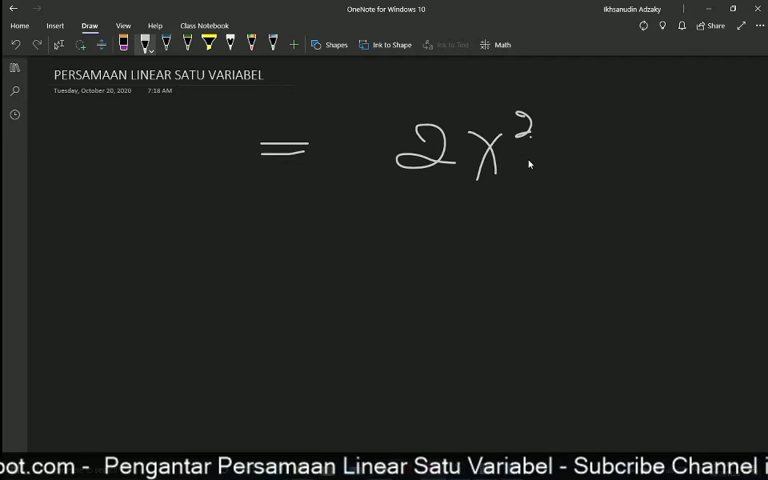 OneNote for Windows 10
Ikhsanudin Adzaky
Home Insert Draw View Help Class Notebook
Share
Shapes Ink to Shape Ink to Text Math
PERSAMAAN LINEAR SATU VARIABEL
Tuesday, October 20, 2020 7:18 AM
= 2x²
pot.com - Pengantar Persamaan Linear Satu Variabel - Subcribe Channel i